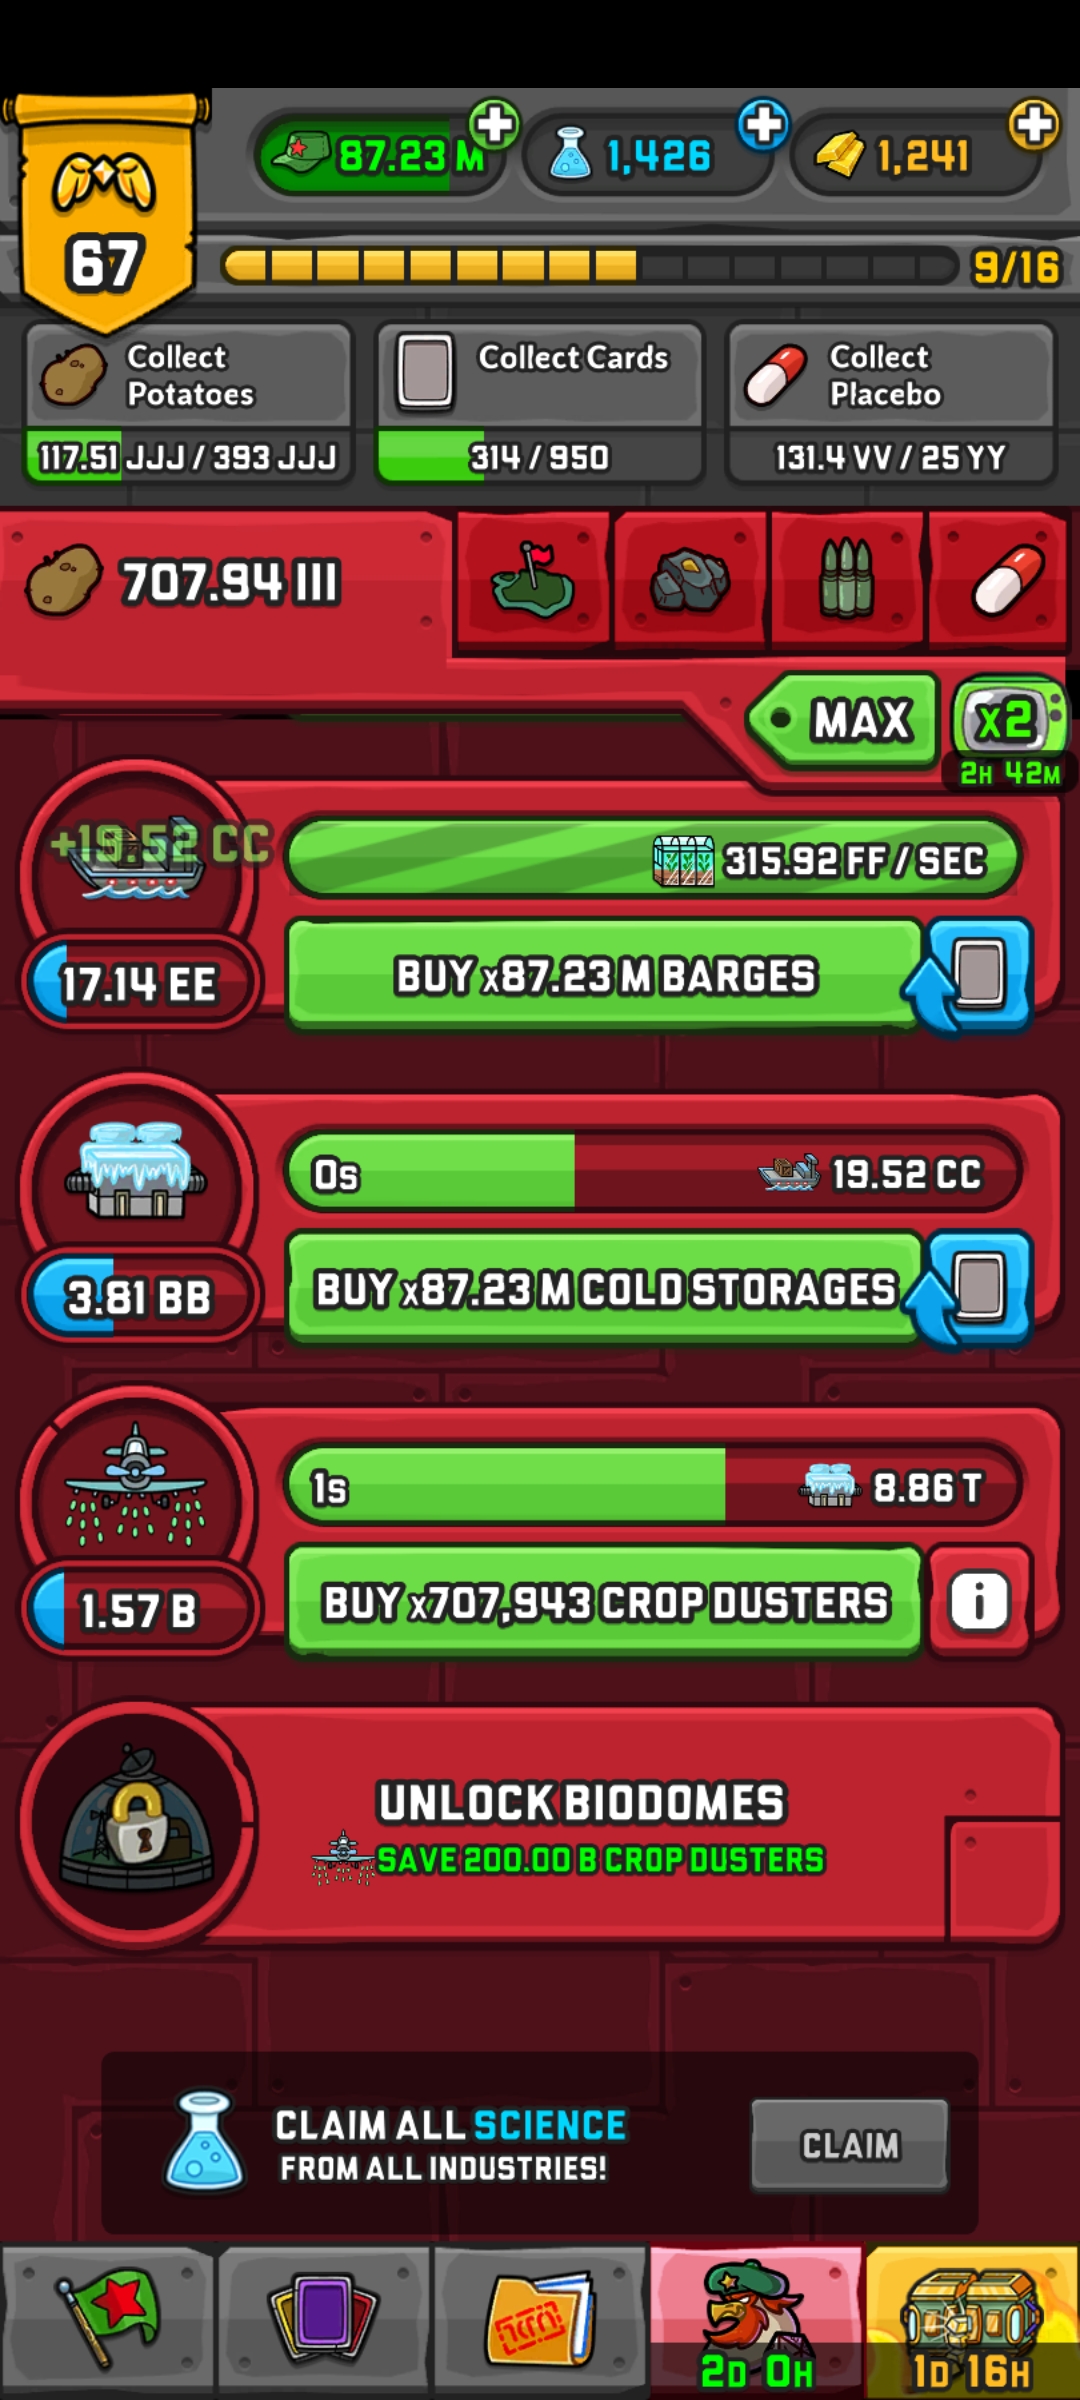 67
87.23 M
1,426
1,241
9/16
Collect
Potatoes
117.51 JJJ / 393 JJJ
Collect Cards
314 / 950
Collect
Placebo
131.4 VV / 25 YY
707.94 III
MAX
X2
2H 42M
+19.52 CC
315.92 FF / SEC
17.14 EE
BUY x87.23 M BARGES
0s
19.52 CC
3.81 BB
BUY x87.23 M COLD STORAGES
1s
8.86 T
1.57 B
BUY x707,943 CROP DUSTERS
i
UNLOCK BIODOMES
SAVE 200.00 B CROP DUSTERS
CLAIM ALL SCIENCE
FROM ALL INDUSTRIES!
CLAIM
2D 0H
1D 16H